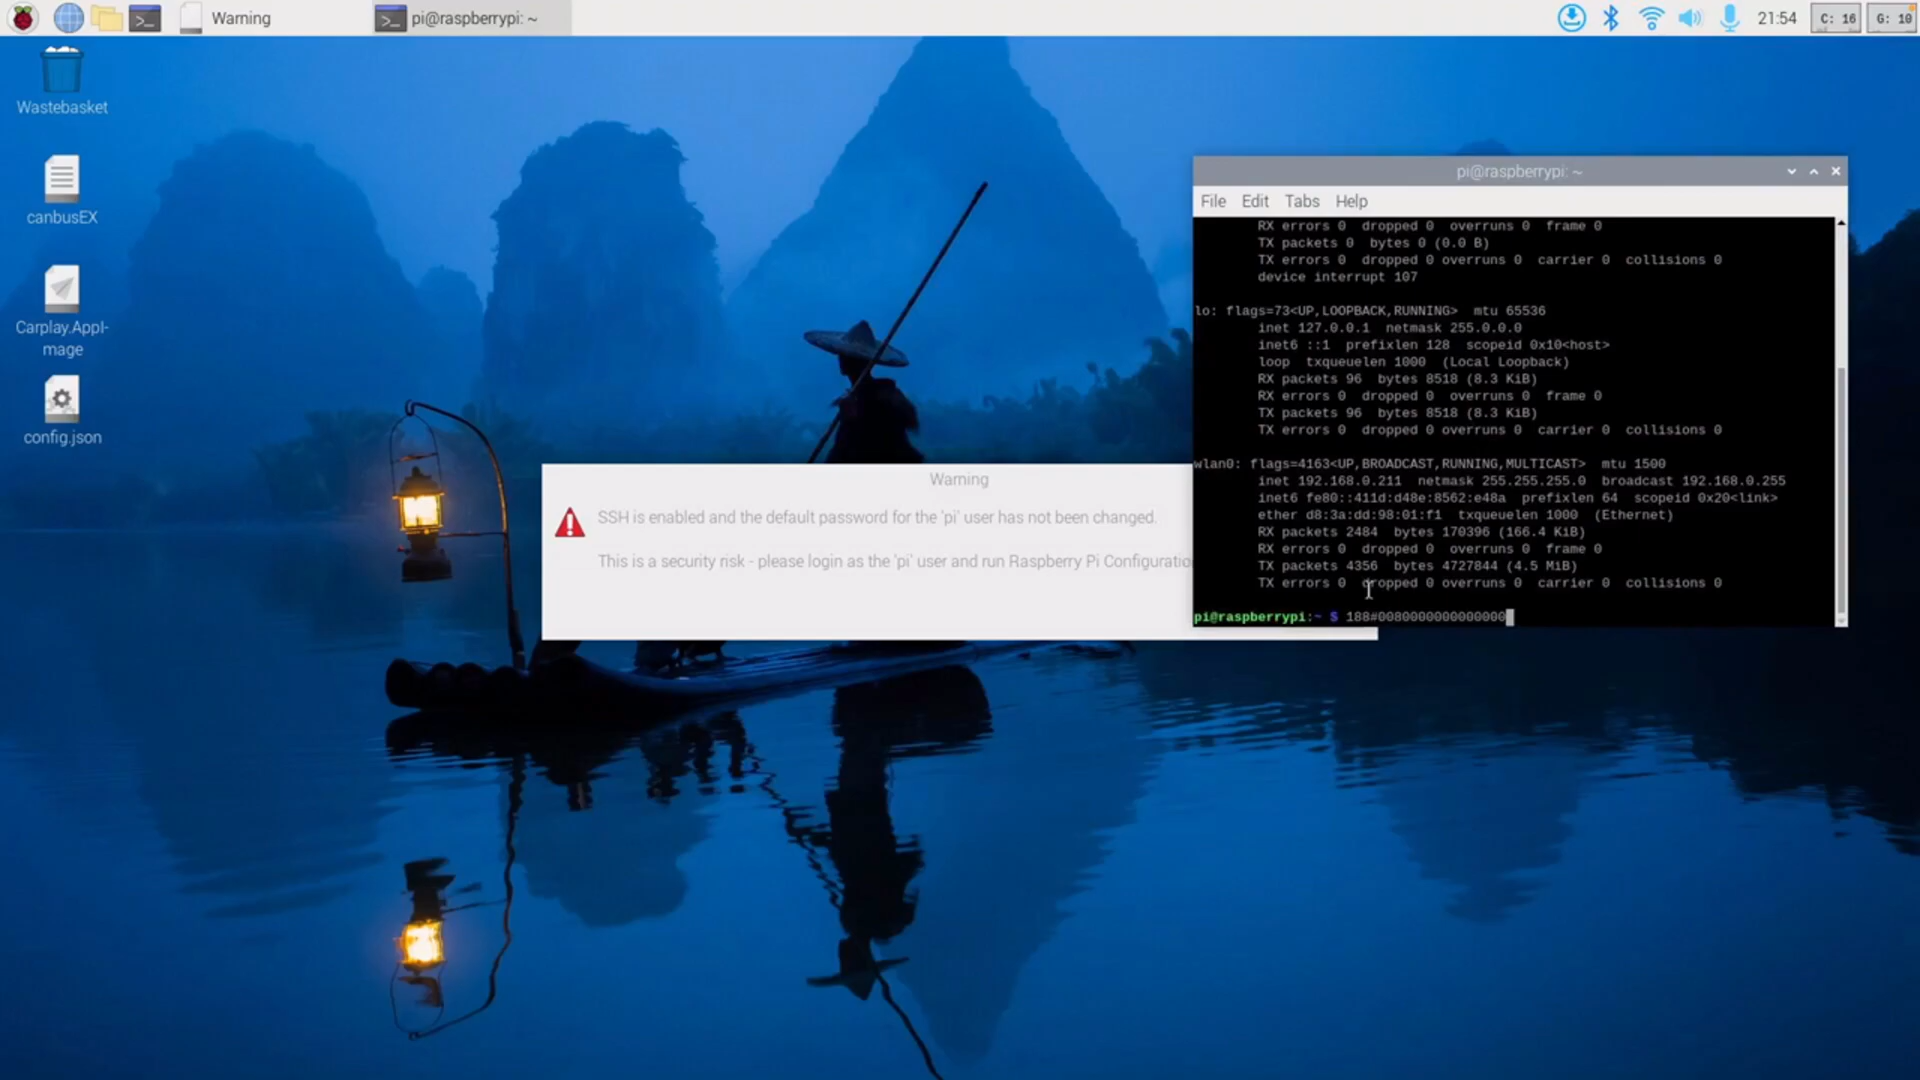 Warning
pi@raspberrypi: ~
21:54
C: 16
G: 10
Wastebasket
canbusEX
Carplay.AppI-
mage
config.json
Warning
SSH is enabled and the default password for the 'pi' user has not been changed.
This is a security risk - please login as the 'pi' user and run Raspberry Pi Configuratio
pi@raspberrypi: ~
File Edit Tabs Help
RX errors 0 dropped 0 overruns 0 frame 0
TX packets 0 bytes 0 (0.0 B)
TX errors 0 dropped 0 overruns 0 carrier 0 collisions 0
device interrupt 107
lo: flags=73<UP,LOOPBACK,RUNNING> mtu 65536
inet 127.0.0.1 netmask 255.0.0.0
inet6 ::1 prefixlen 128 scopeid 0x10<host>
loop txqueuelen 1000 (Local Loopback)
RX packets 96 bytes 8518 (8.3 KiB)
RX errors 0 dropped 0 overruns 0 frame 0
TX packets 96 bytes 8518 (8.3 KiB)
TX errors 0 dropped 0 overruns 0 carrier 0 collisions 0
wlan0: flags=4163<UP,BROADCAST,RUNNING,MULTICAST> mtu 1500
inet 192.168.0.211 netmask 255.255.255.0 broadcast 192.168.0.255
inet6 fe80::411d:d48e:8562:e48a prefixlen 64 scopeid 0x20<link>
ether d8:3a:dd:98:01:f1 txqueuelen 1000 (Ethernet)
RX packets 2484 bytes 170396 (166.4 KiB)
RX errors 0 dropped 0 overruns 0 frame 0
TX packets 4356 bytes 4727844 (4.5 MiB)
TX errors 0 dropped 0 overruns 0 carrier 0 collisions 0
pi@raspberrypi:~ $ 188#0080000000000000